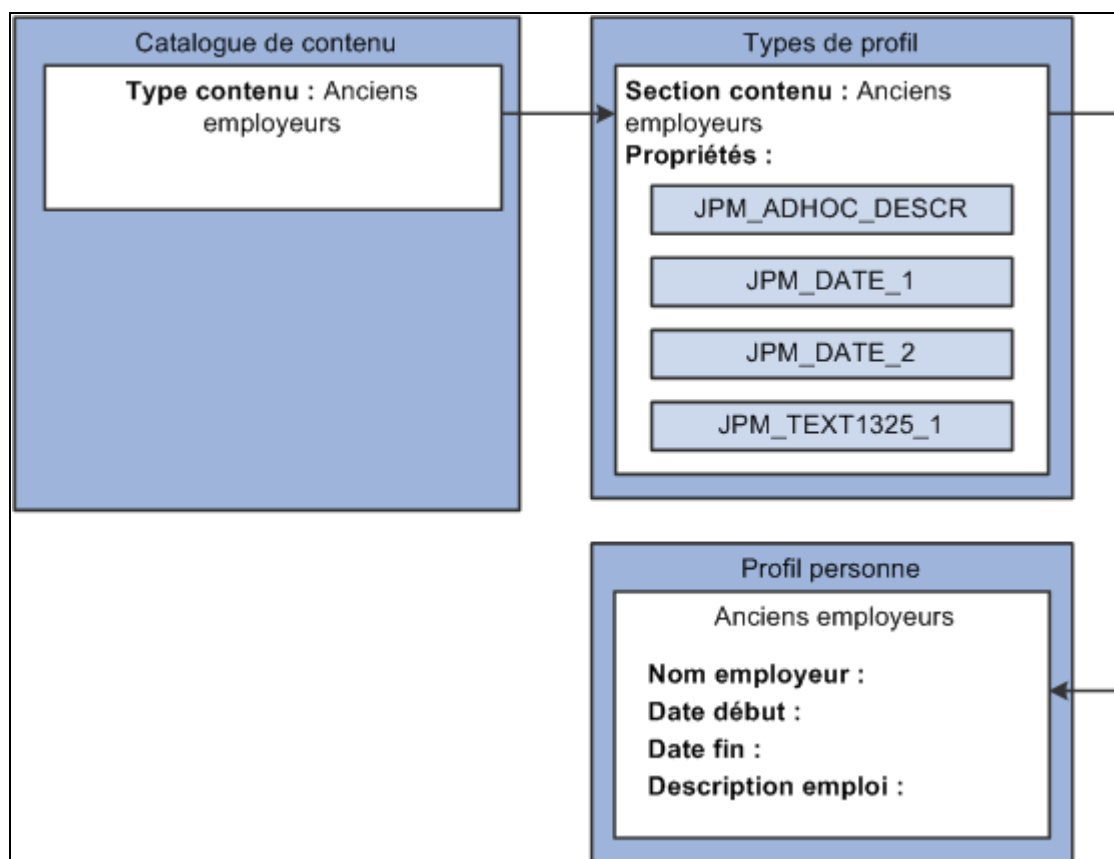 Catalogue de contenu
Type contenu : Anciens
employeurs
Types de profil
Section contenu : Anciens
employeurs
Propriétés :
JPM_ADHOC_DESCR
JPM_DATE_1
JPM_DATE_2
JPM_TEXT1325_1
Profil personne
Anciens employeurs
Nom employeur :
Date début :
Date fin :
Description emploi :